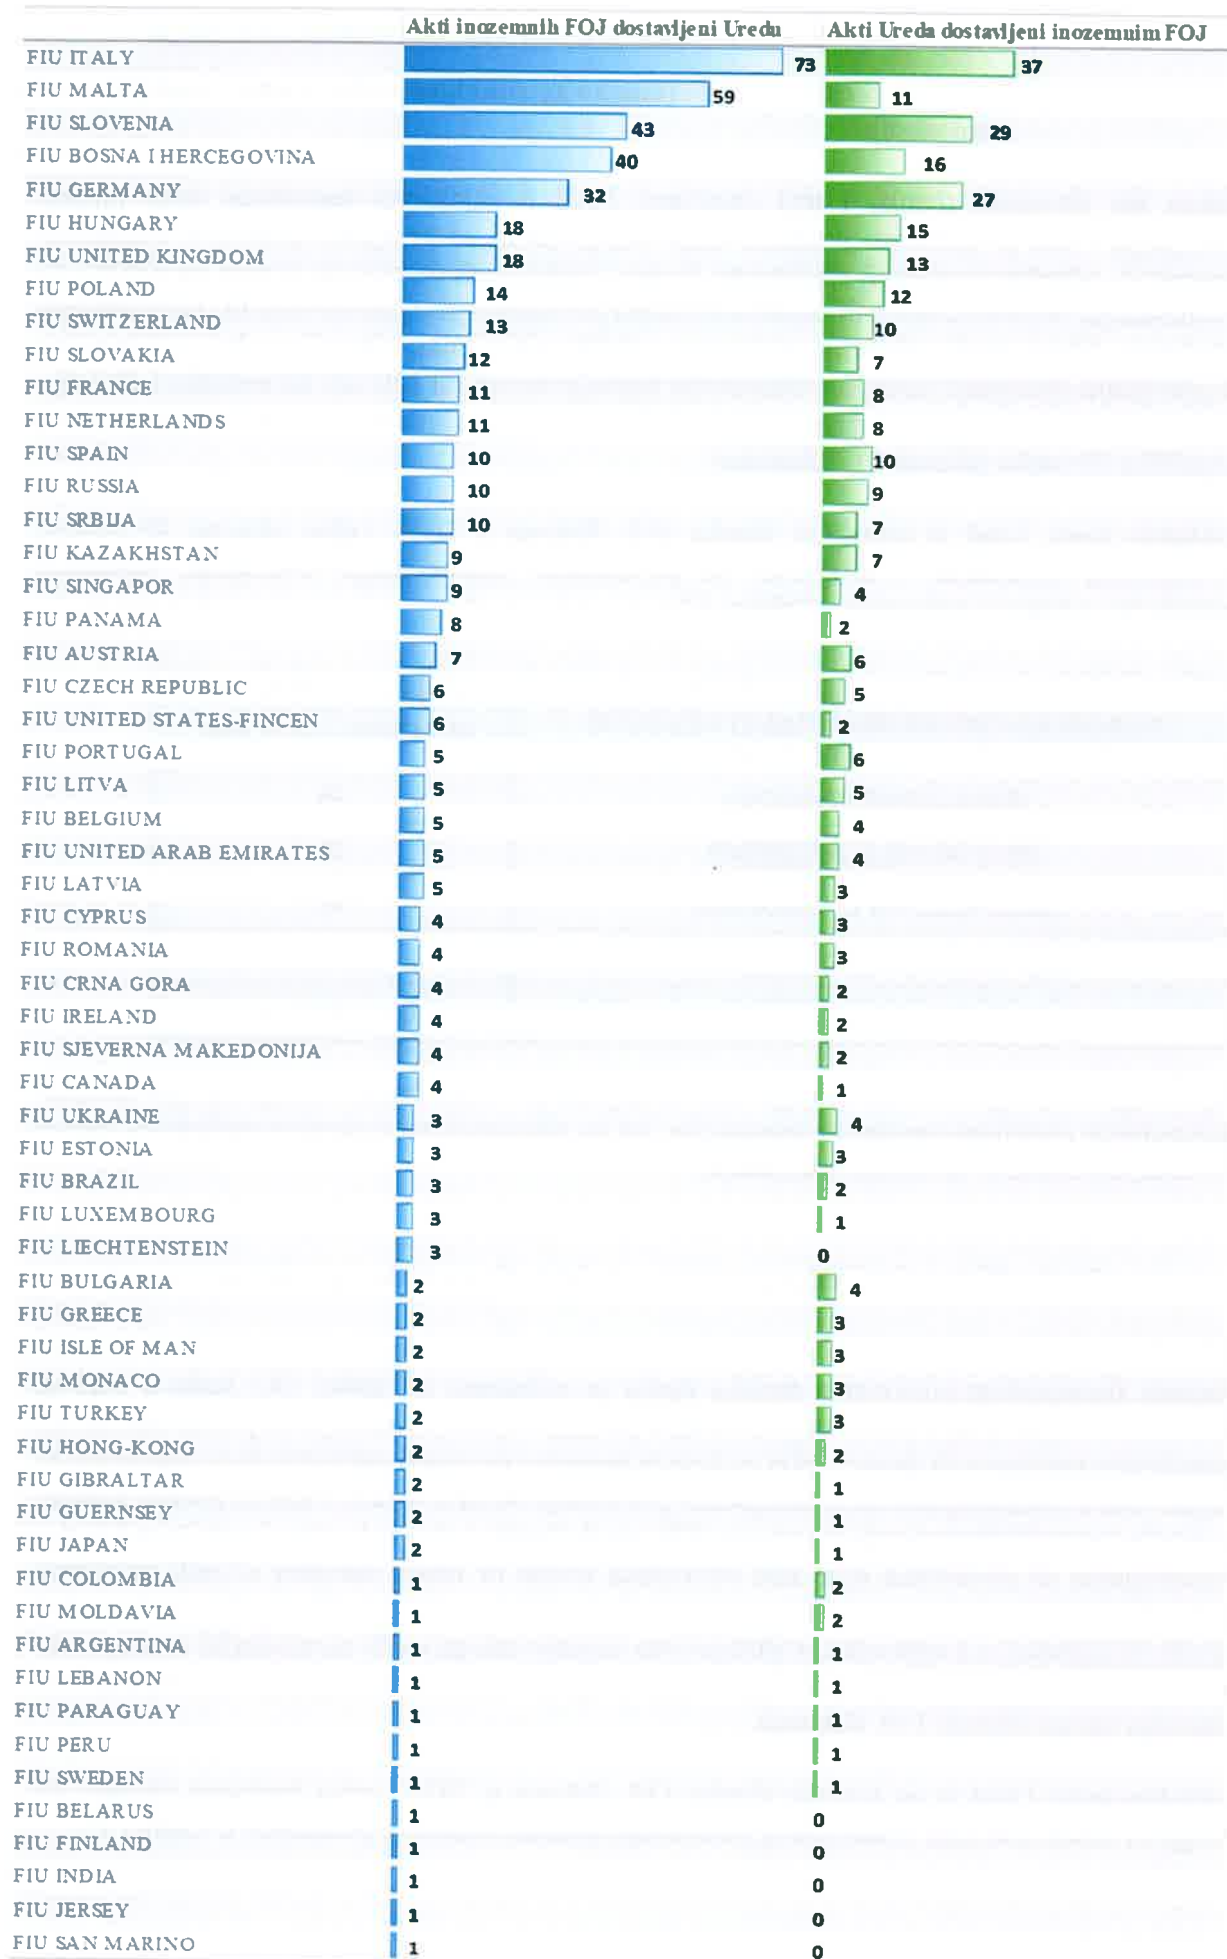 Akti inozemnih FOJ dostavljeni Uredu Akti Ureda dostavljeni inozemnim FOJ
FIU ITALY 73 37
FIU MALTA 59 11
FIU SLOVENIA 43 29
FIU BOSNA I HERCEGOVINA 40 16
FIU GERMANY 32 27
FIU HUNGARY 18 15
FIU UNITED KINGDOM 18 13
FIU POLAND 14 12
FIU SWITZERLAND 13 10
FIU SLOVAKIA 12 7
FIU FRANCE 11 8
FIU NETHERLANDS 11 8
FIU SPAIN 10 10
FIU RUSSIA 10 9
FIU SRBIJA 10 7
FIU KAZAKHSTAN 9 7
FIU SINGAPOR 9 4
FIU PANAMA 8 2
FIU AUSTRIA 7 6
FIU CZECH REPUBLIC 6 5
FIU UNITED STATES-FINCEN 6 2
FIU PORTUGAL 5 6
FIU LITVA 5 5
FIU BELGIUM 5 4
FIU UNITED ARAB EMIRATES 5 4
FIU LATVIA 5 3
FIU CYPRUS 4 3
FIU ROMANIA 4 3
FIU CRNA GORA 4 2
FIU IRELAND 4 2
FIU SJEVERNA MAKEDONIJA 4 2
FIU CANADA 4 1
FIU UKRAINE 3 4
FIU ESTONIA 3 3
FIU BRAZIL 3 2
FIU LUXEMBOURG 3 1
FIU LIECHTENSTEIN 3 0
FIU BULGARIA 2 4
FIU GREECE 2 3
FIU ISLE OF MAN 2 3
FIU MONACO 2 3
FIU TURKEY 2 3
FIU HONG-KONG 2 2
FIU GIBRALTAR 2 1
FIU GUERNSEY 2 1
FIU JAPAN 2 1
FIU COLOMBIA 1 2
FIU MOLDAVIA 1 2
FIU ARGENTINA 1 1
FIU LEBANON 1 1
FIU PARAGUAY 1 1
FIU PERU 1 1
FIU SWEDEN 1 1
FIU BELARUS 1 0
FIU FINLAND 1 0
FIU INDIA 1 0
FIU JERSEY 1 0
FIU SAN MARINO 1 0